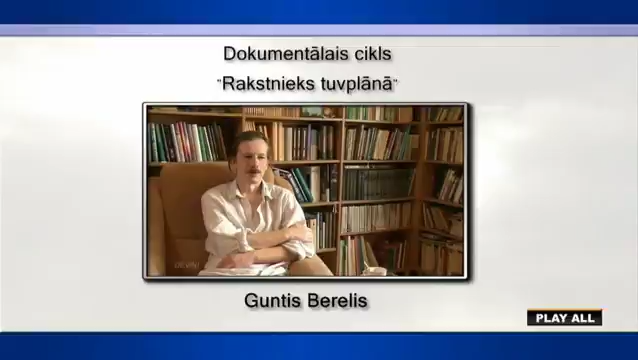 Dokumentālais cikls
"Rakstnieks tuvplānā"
Guntis Berelis
PLAY ALL